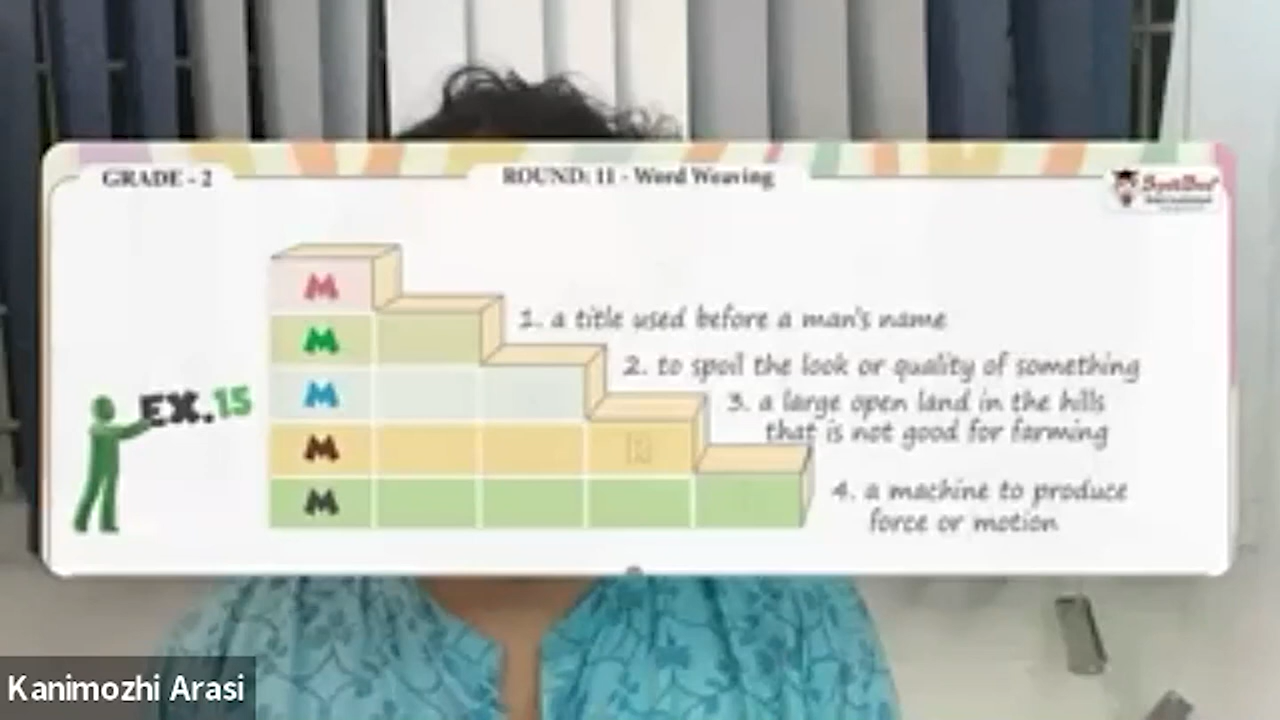 GRADE - 2
ROUND: 11 - Word Weaving
SpellBee
International
M
M
M
M
R
M
1. a title used before a man's name
2. to spoil the look or quality of something
3. a large open land in the hills
that is not good for farming
4. a machine to produce
force or motion
EX.15
Kanimozhi Arasi